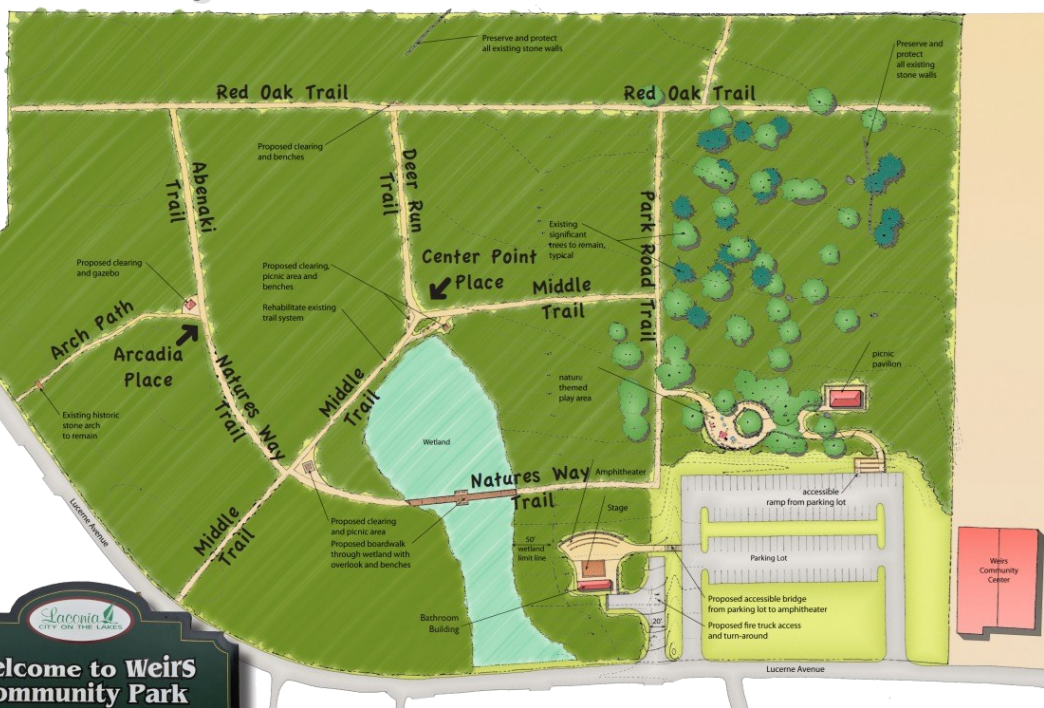 Preserve and protect
all existing stone walls
Preserve and
protect
all existing
stone walls
Red Oak Trail
Red Oak Trail
Proposed clearing
and benches
Abenaki
Trail
Deer Run
Trail
Park Road Trail
Existing
significant
trees to remain,
typical
Center Point
Place
Proposed clearing
and gazebo
Proposed clearing,
picnic area and
benches
Rehabilitate existing
trail system
Middle
Trail
Arch Path
Arcadia
Place
Natures Way
Trail
Middle
Trail
nature
themed
play area
picnic
pavilion
Existing historic
stone arch
to remain
Wetland
Natures Way
Trail
Amphitheater
Stage
accessible
ramp from parking lot
Lucerne Avenue
Middle
Trail
Proposed clearing
and picnic area
Proposed boardwalk
through wetland with
overlook and benches
50'
wetland
limit line
Parking Lot
Weirs
Community
Center
Bathroom
Building
20'
Proposed accessible bridge
from parking lot to amphitheater
Proposed fire truck access
and turn-around
Lucerne Avenue
Laconia
CITY ON THE LAKES
elcome to Weirs
ommunity Park